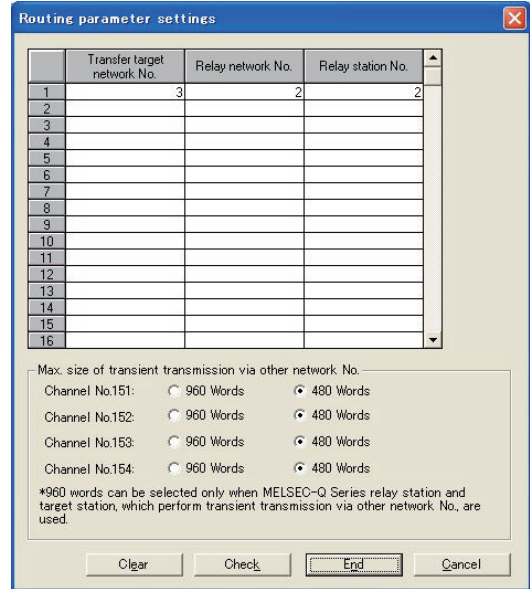 Routing parameter settings
Transfer target network No. Relay network No. Relay station No.
1 3 2 2
2
3
4
5
6
7
8
9
10
11
12
13
14
15
16
Max. size of transient transmission via other network No.
Channel No.151: 960 Words 480 Words
Channel No.152: 960 Words 480 Words
Channel No.153: 960 Words 480 Words
Channel No.154: 960 Words 480 Words
*960 words can be selected only when MELSEC-Q Series relay station and
target station, which perform transient transmission via other network No., are
used.
Clear Check End Cancel